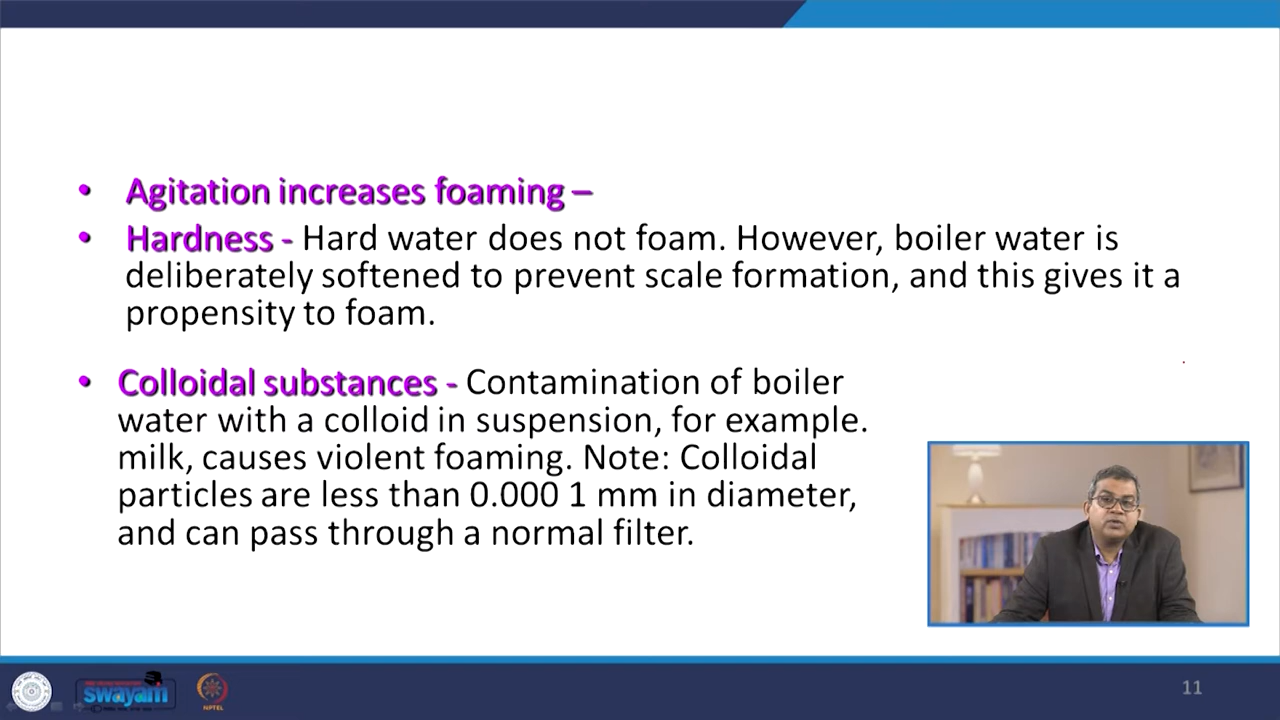 • Agitation increases foaming –
• Hardness - Hard water does not foam. However, boiler water is
deliberately softened to prevent scale formation, and this gives it a
propensity to foam.
• Colloidal substances - Contamination of boiler
water with a colloid in suspension, for example.
milk, causes violent foaming. Note: Colloidal
particles are less than 0.000 1 mm in diameter,
and can pass through a normal filter.
swayam
NPTEL
11